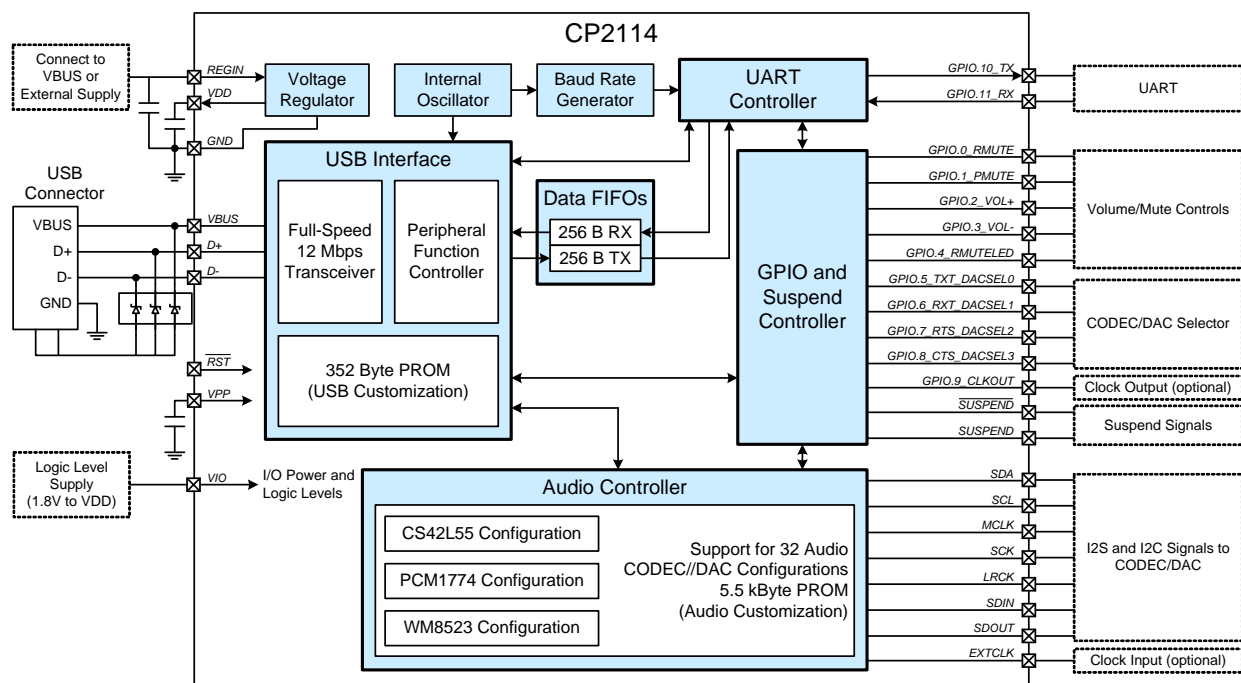 CP2114
Connect to
VBUS or
External Supply
REGIN
VDD
GND
Voltage
Regulator
Internal
Oscillator
Baud Rate
Generator
UART
Controller
GPIO.10_TX
GPIO.11_RX
UART
USB
Connector
VBUS
D+
D-
GND
VBUS
D+
D-
RST
VPP
USB Interface
Full-Speed
12 Mbps
Transceiver
Peripheral
Function
Controller
352 Byte PROM
(USB Customization)
Data FIFOs
256 B RX
256 B TX
GPIO and
Suspend
Controller
GPIO.0_RMUTE
GPIO.1_PMUTE
GPIO.2_VOL+
GPIO.3_VOL-
GPIO.4_RMUTELED
GPIO.5_TXT_DACSEL0
GPIO.6_RXT_DACSEL1
GPIO.7_RTS_DACSEL2
GPIO.8_CTS_DACSEL3
GPIO.9_CLKOUT
SUSPEND
SUSPEND
Volume/Mute Controls
CODEC/DAC Selector
Clock Output (optional)
Suspend Signals
Logic Level
Supply
(1.8V to VDD)
VIO
I/O Power and
Logic Levels
Audio Controller
CS42L55 Configuration
PCM1774 Configuration
WM8523 Configuration
Support for 32 Audio
CODEC//DAC Configurations
5.5 kByte PROM
(Audio Customization)
SDA
SCL
MCLK
SCK
LRCK
SDIN
SDOUT
EXTCLK
I2S and I2C Signals to
CODEC/DAC
Clock Input (optional)